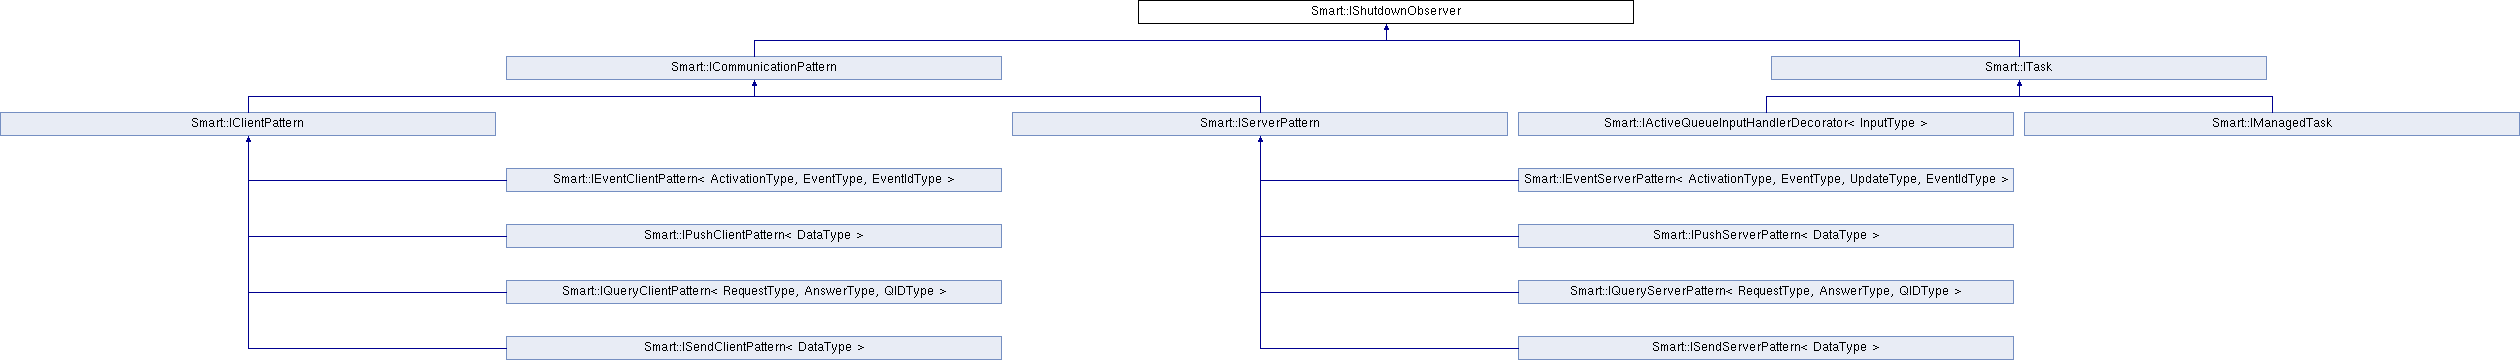 Smart::IShutdownObserver
Smart::ICommunicationPattern
Smart::ITask
Smart::IClientPattern
Smart::IServerPattern
Smart::IActiveQueueInputHandlerDecorator< InputType >
Smart::IManagedTask
Smart::IEventClientPattern< ActivationType, EventType, EventIdType >
Smart::IEventServerPattern< ActivationType, EventType, UpdateType, EventIdType >
Smart::IPushClientPattern< DataType >
Smart::IPushServerPattern< DataType >
Smart::IQueryClientPattern< RequestType, AnswerType, QIDType >
Smart::IQueryServerPattern< RequestType, AnswerType, QIDType >
Smart::ISendClientPattern< DataType >
Smart::ISendServerPattern< DataType >